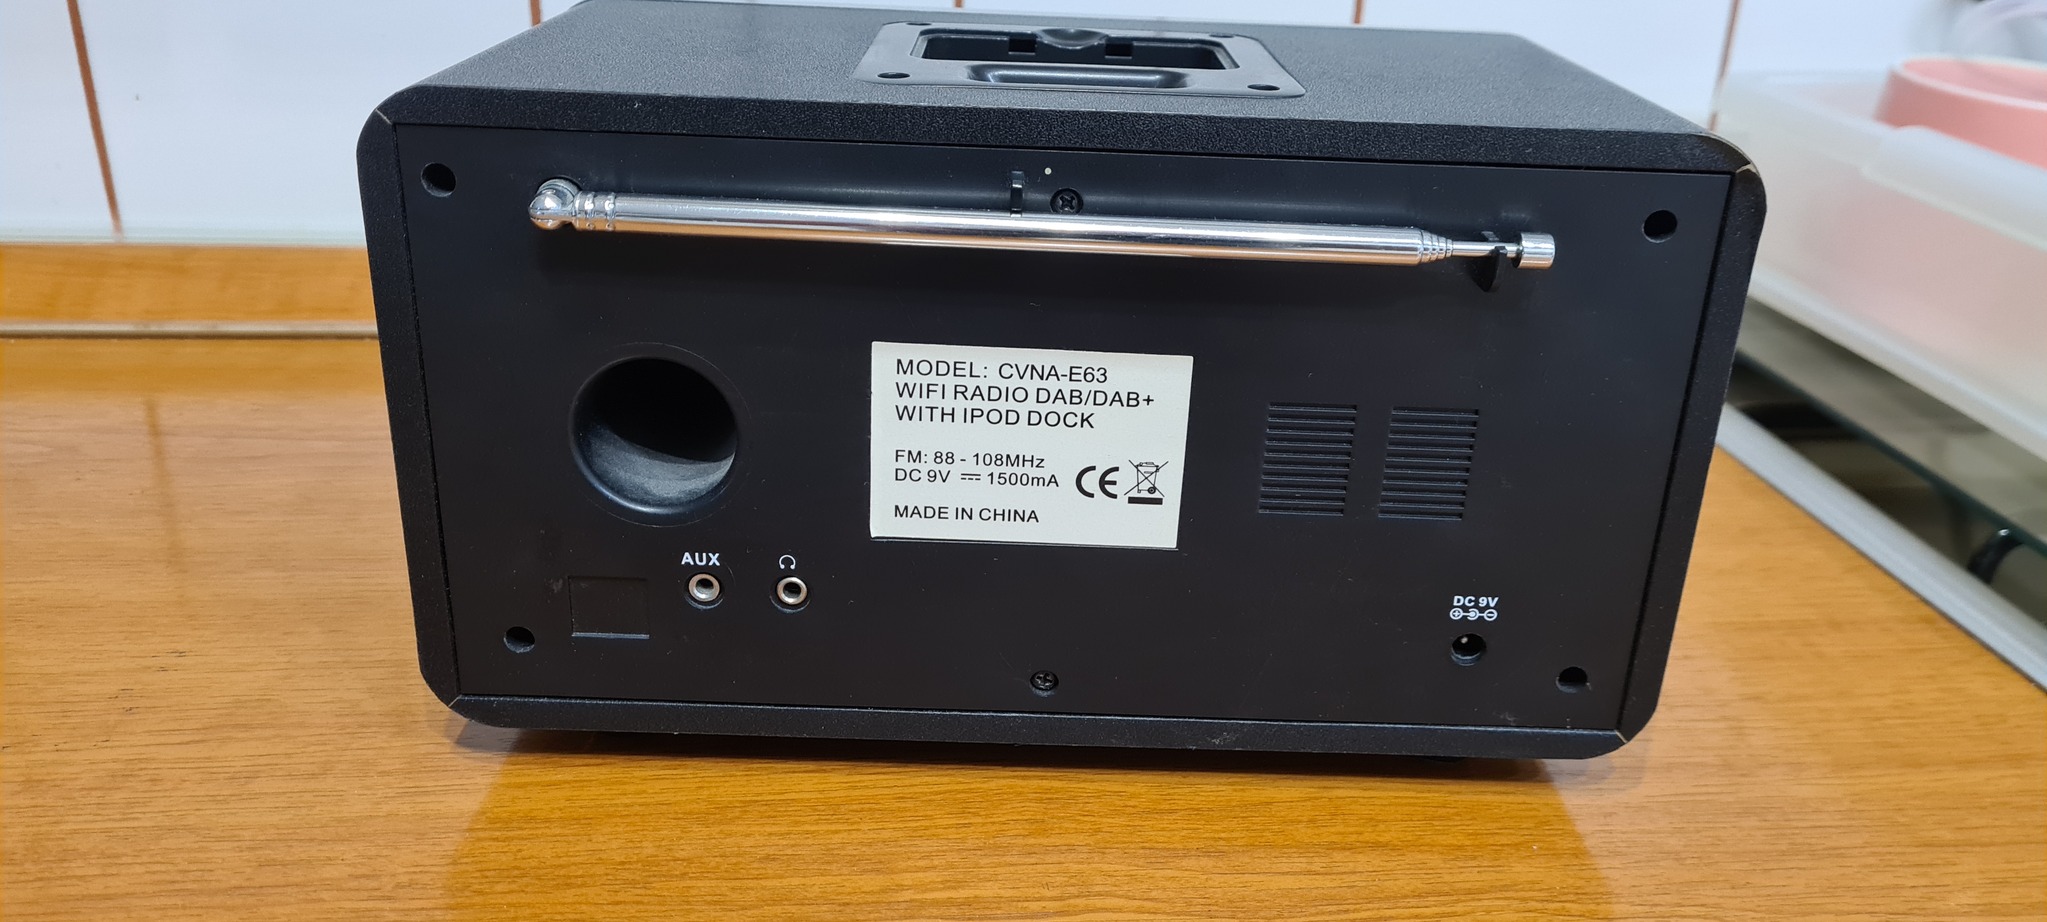 MODEL: CVNA-E63
WIFI RADIO DAB/DAB+
WITH IPOD DOCK
FM: 88 - 108MHz
DC 9V ⎓ 1500mA
CE
MADE IN CHINA
AUX
DC 9V